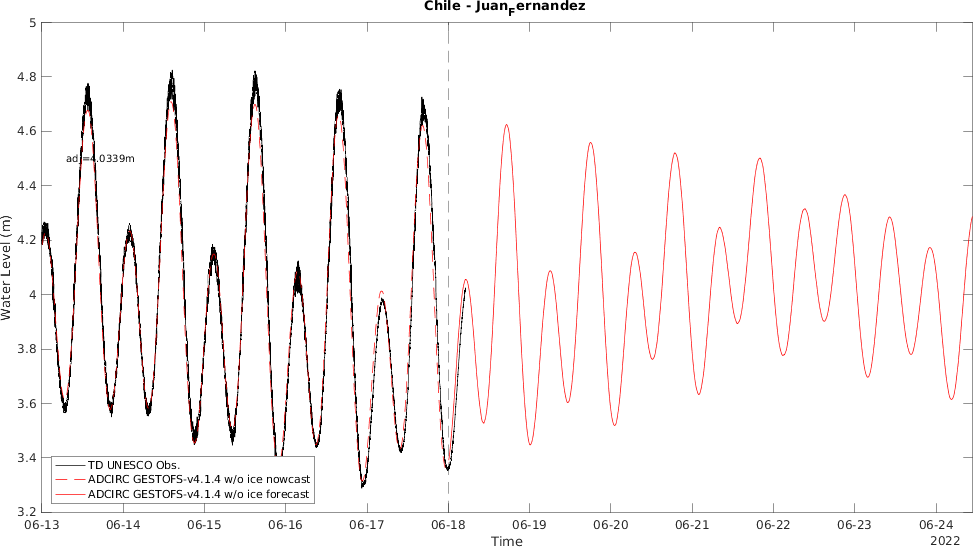 Chile - JuanFernandez
5
4.8
4.6
4.4
4.2
4
3.8
3.6
3.4
3.2
Water Level (m)
adj=4.0339m
TD UNESCO Obs.
ADCIRC GESTOFS-v4.1.4 w/o ice nowcast
ADCIRC GESTOFS-v4.1.4 w/o ice forecast
06-13 06-14 06-15 06-16 06-17 06-18 06-19 06-20 06-21 06-22 06-23 06-24
Time
2022